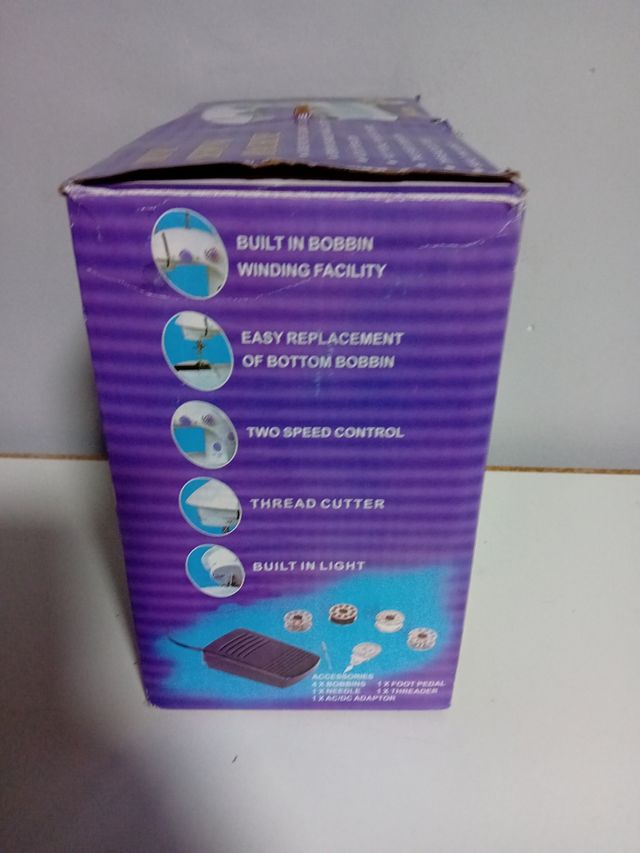 BUILT IN BOBBIN
WINDING FACILITY
EASY REPLACEMENT
OF BOTTOM BOBBIN
TWO SPEED CONTROL
THREAD CUTTER
BUILT IN LIGHT
ACCESSORIES
4 X BOBBINS 1 X FOOT PEDAL
1 X NEEDLE 1 X THREADER
1 X AC/DC ADAPTOR